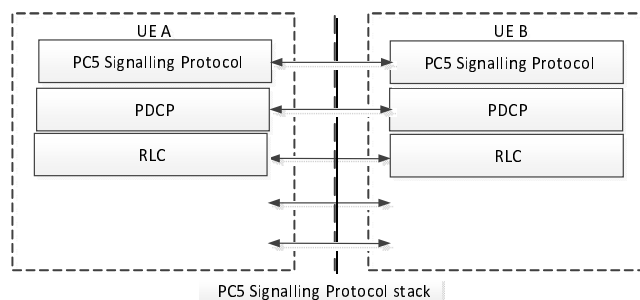 UE A
UE B
PC5 Signalling Protocol
PC5 Signalling Protocol
PDCP
PDCP
RLC
RLC
PC5 Signalling Protocol stack